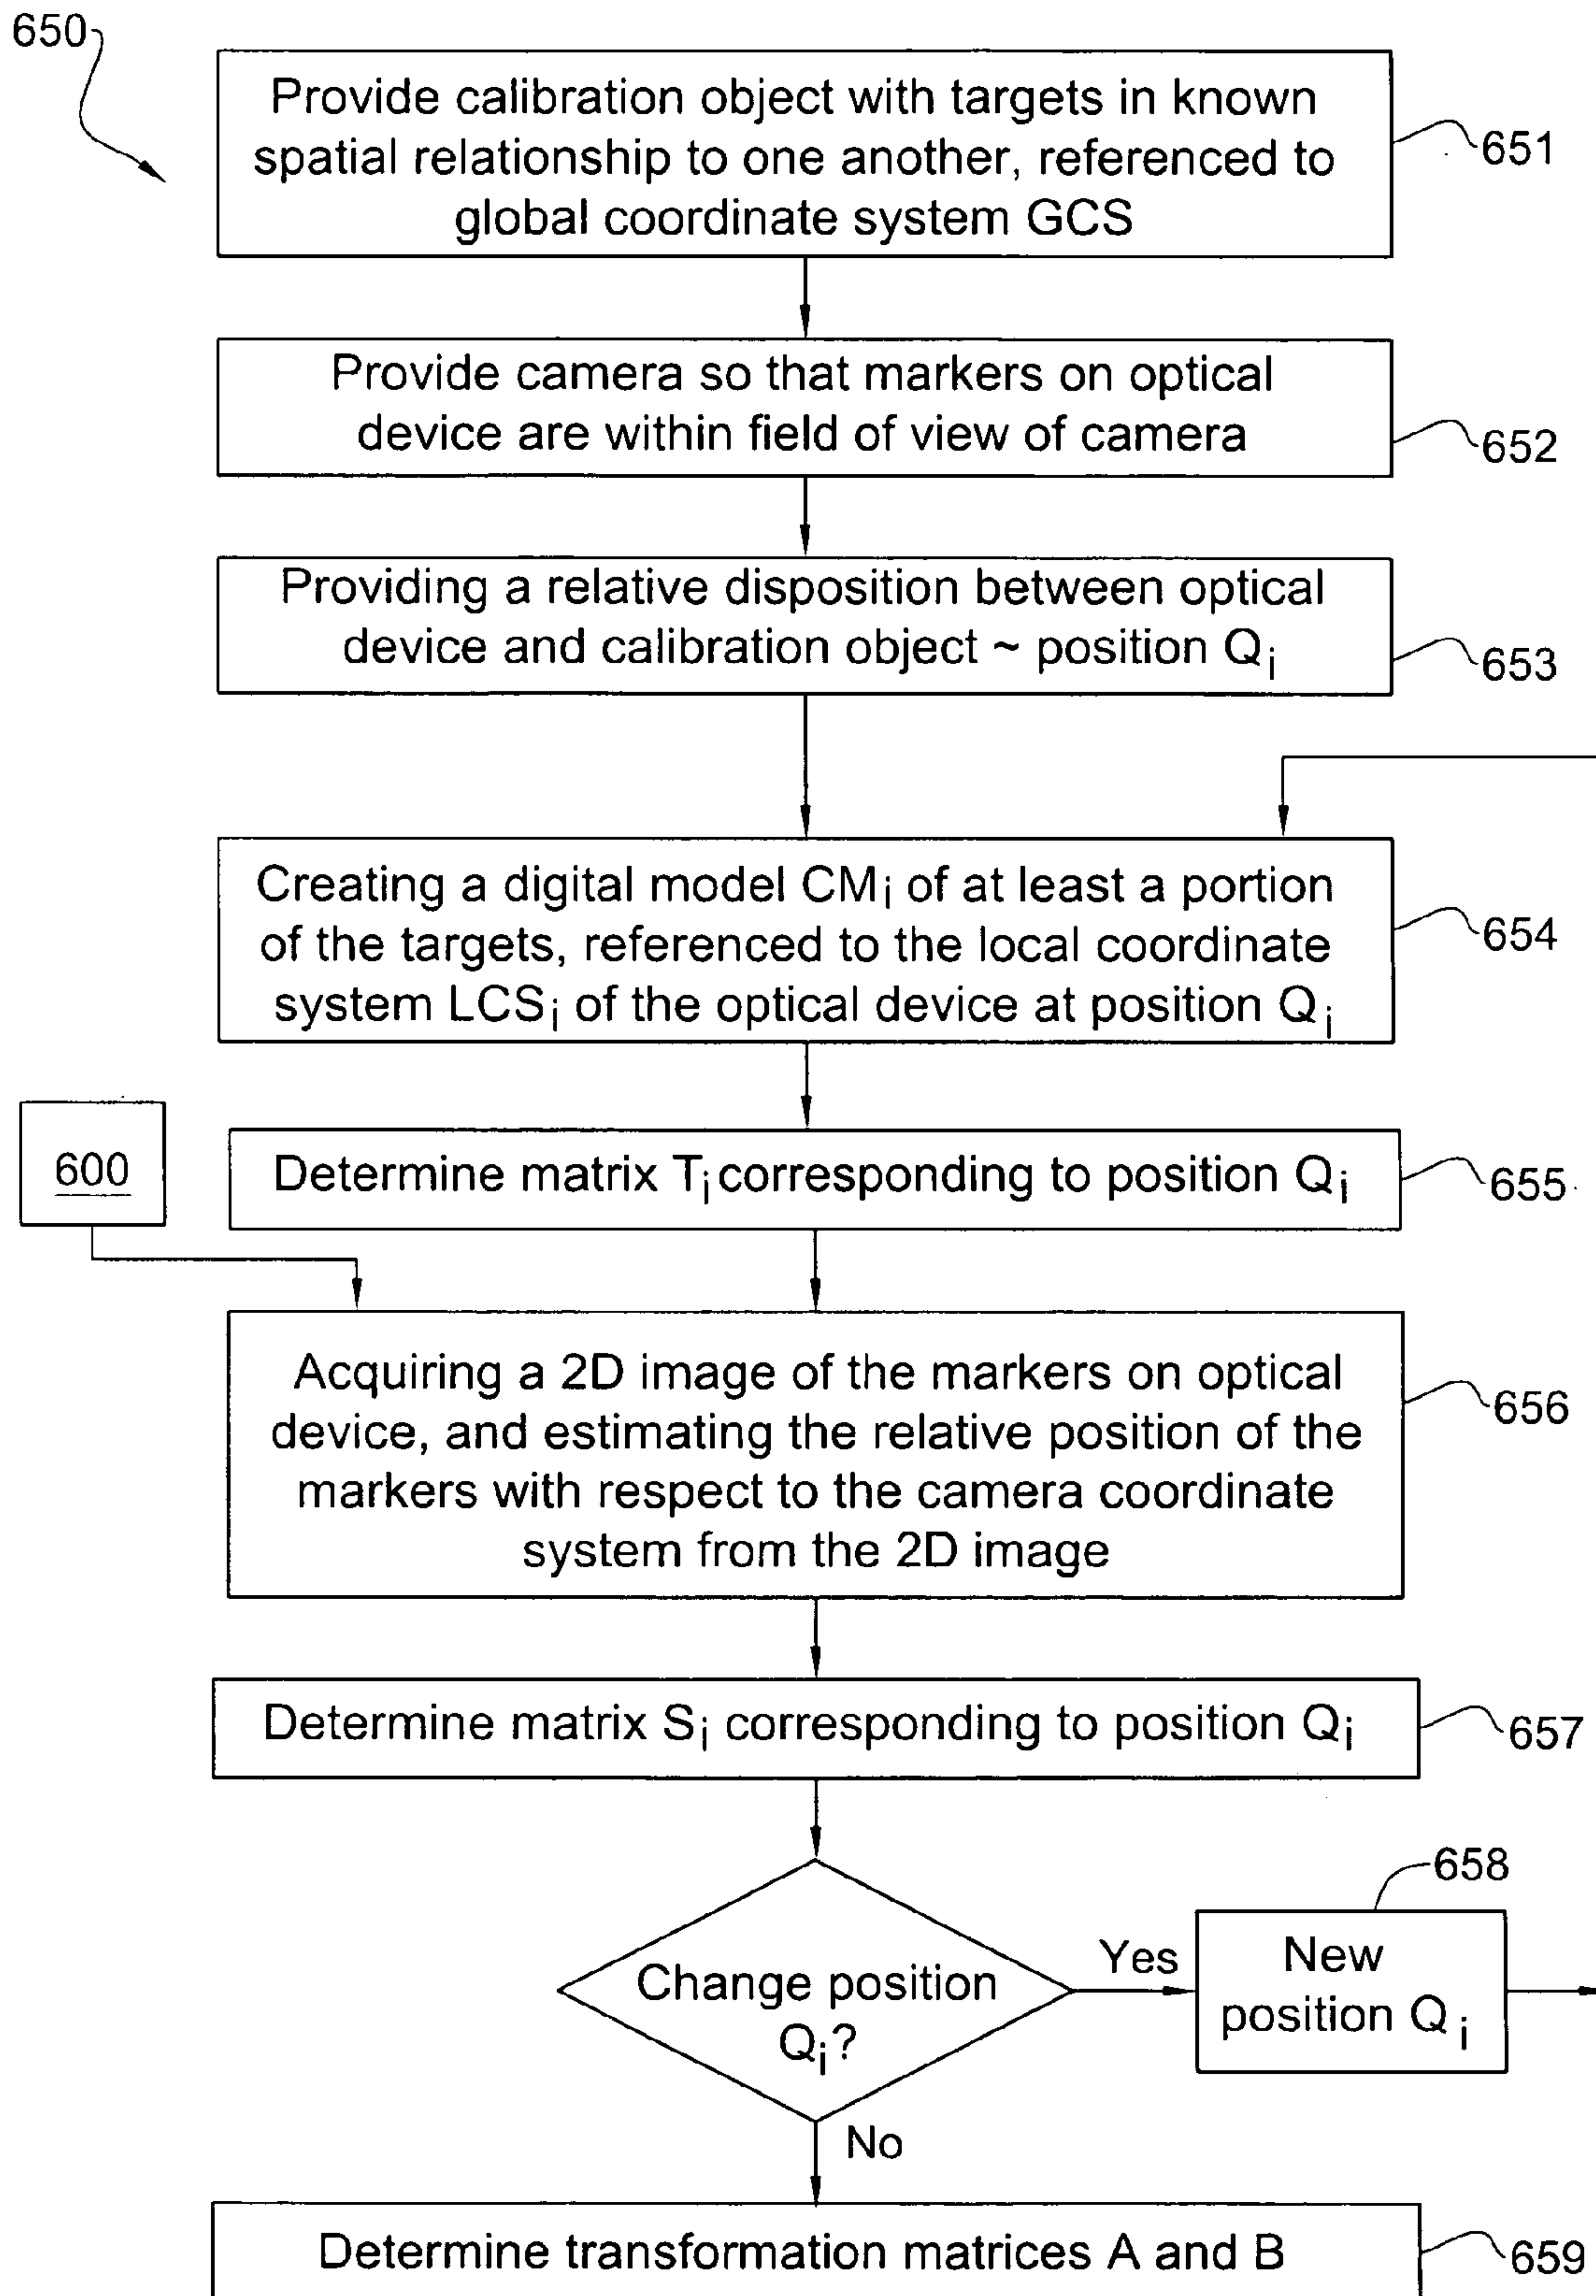 650
Provide calibration object with targets in known
spatial relationship to one another, referenced to
global coordinate system GCS
651
Provide camera so that markers on optical
device are within field of view of camera
652
Providing a relative disposition between optical
device and calibration object ~ position Qi
653
Creating a digital model CMi of at least a portion
of the targets, referenced to the local coordinate
system LCSi of the optical device at position Qi
654
600
Determine matrix Ti corresponding to position Qi
655
Acquiring a 2D image of the markers on optical
device, and estimating the relative position of the
markers with respect to the camera coordinate
system from the 2D image
656
Determine matrix Si corresponding to position Qi
657
658
Change position
Qi?
Yes
New
position Qi
No
Determine transformation matrices A and B
659